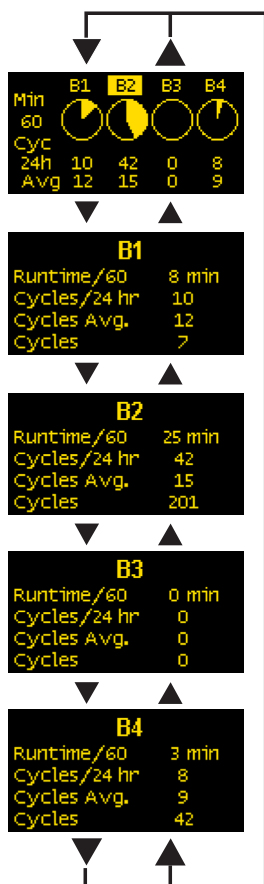 B1 B2 B3 B4
Min
60
Cyc
24h 10 42 0 8
Avg 12 15 0 9
B1
Runtime/60 8 min
Cycles/24 hr 10
Cycles Avg. 12
Cycles 7
B2
Runtime/60 25 min
Cycles/24 hr 42
Cycles Avg. 15
Cycles 201
B3
Runtime/60 0 min
Cycles/24 hr 0
Cycles Avg. 0
Cycles 0
B4
Runtime/60 3 min
Cycles/24 hr 8
Cycles Avg. 9
Cycles 42